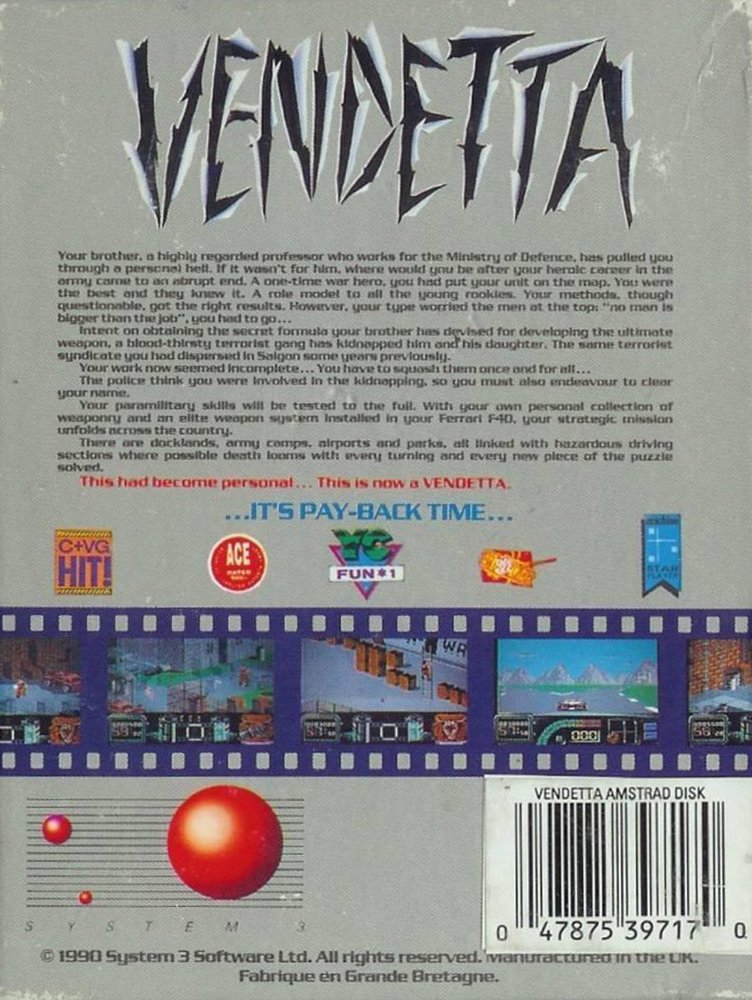 VENDETTA
Your brother, a highly regarded professor who works for the Ministry of Defence, has pulled you
through a personal hell. If it wasn't for him, where would you be after your heroic career in the
army came to an abrupt end. A one-time war hero, you had put your unit on the map. You were
the best and they knew it. A role model to all the young rookies. Your methods, though
questionable, got the right results. However, your type worried the men at the top: "no man is
bigger than the job", you had to go...
Intent on obtaining the secret formula your brother has devised for developing the ultimate
weapon, a blood-thirsty terrorist gang has kidnapped him and his daughter. The same terrorist
syndicate you had dispersed in Saigon some years previously.
Your work now seemed incomplete... You have to squash them once and for all...
The police think you were involved in the kidnapping, so you must also endeavour to clear
your name.
Your paramilitary skills will be tested to the full. With your own personal collection of
weaponry and an elite weapon system installed in your Ferrari F40, your strategic mission
unfolds across the country.
There are docklands, army camps, airports and parks, all linked with hazardous driving
sections where possible death looms with every turning and every new piece of the puzzle
solved.
This had become personal... This is now a VENDETTA.
...IT'S PAY-BACK TIME...
C+VG
HIT!
ACE
RATED
YC
FUN*1
STAR
PLAYER
WR
0001
VENDETTA AMSTRAD DISK
0 47875 39717 0
SYSTEM 3
© 1990 System 3 Software Ltd. All rights reserved. Manufactured in the UK.
Fabrique en Grande Bretagne.